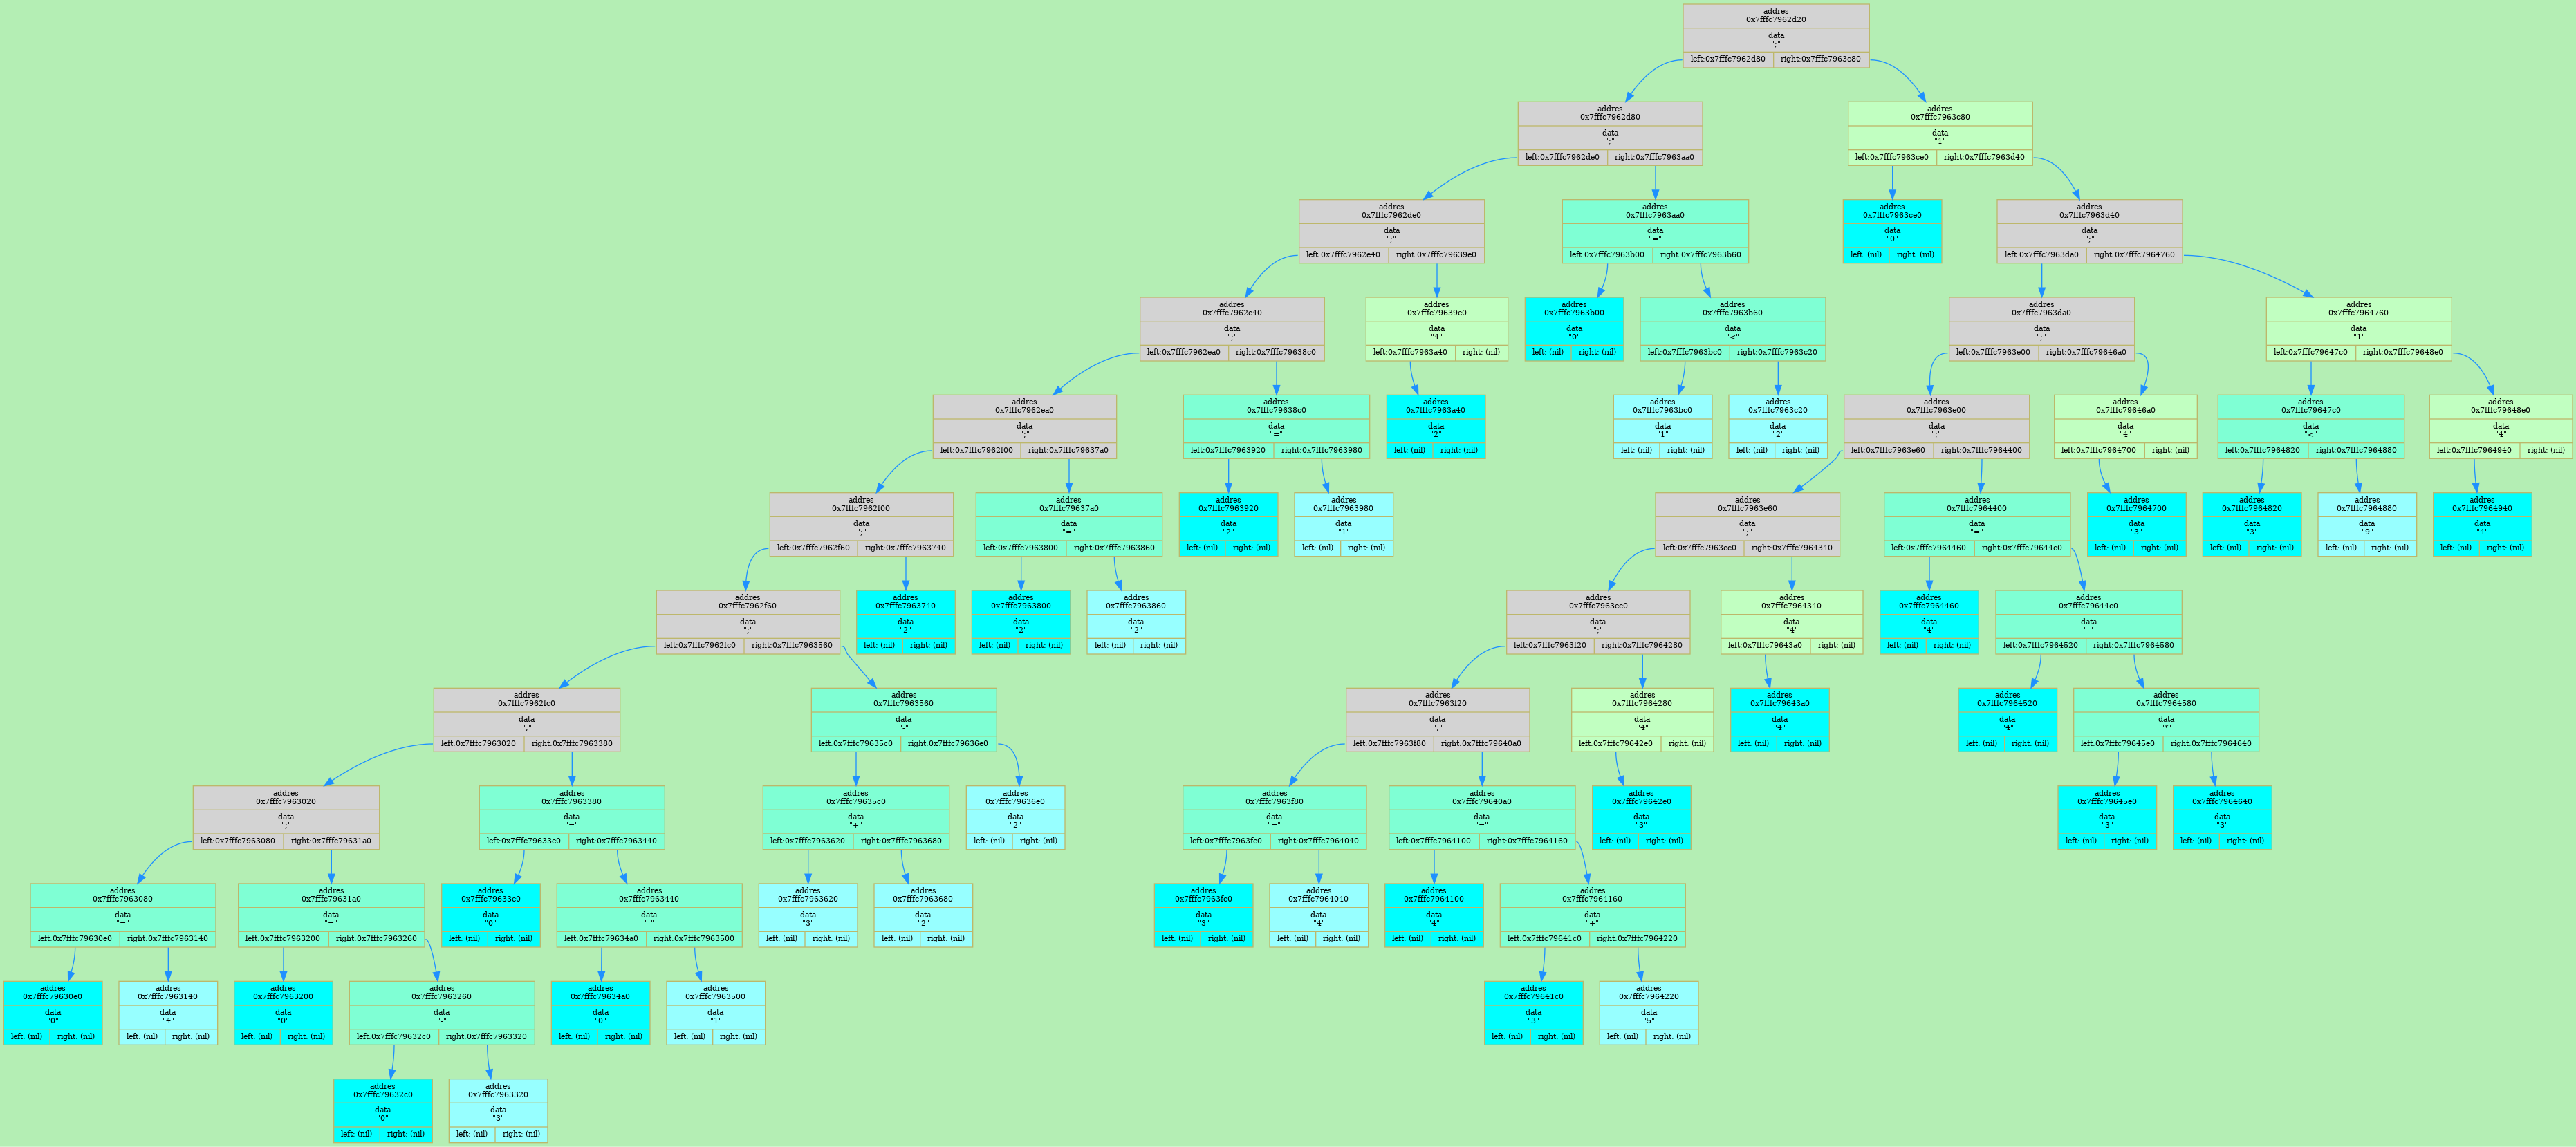 addres
0x7fffc7962d20
data
";"
left:0x7fffc7962d80 right:0x7fffc7963c80
addres
0x7fffc7962d80
data
";"
left:0x7fffc7962de0 right:0x7fffc7963aa0
addres
0x7fffc7963c80
data
"1"
left:0x7fffc7963ce0 right:0x7fffc7963d40
addres
0x7fffc7962de0
data
";"
left:0x7fffc7962e40 right:0x7fffc79639e0
addres
0x7fffc7963aa0
data
"="
left:0x7fffc7963b00 right:0x7fffc7963b60
addres
0x7fffc7963ce0
data
"0"
left: (nil) right: (nil)
addres
0x7fffc7963d40
data
";"
left:0x7fffc7963da0 right:0x7fffc7964760
addres
0x7fffc7962e40
data
";"
left:0x7fffc7962ea0 right:0x7fffc79638c0
addres
0x7fffc79639e0
data
"4"
left:0x7fffc7963a40 right: (nil)
addres
0x7fffc7963b00
data
"0"
left: (nil) right: (nil)
addres
0x7fffc7963b60
data
"<"
left:0x7fffc7963bc0 right:0x7fffc7963c20
addres
0x7fffc7963da0
data
";"
left:0x7fffc7963e00 right:0x7fffc79646a0
addres
0x7fffc7964760
data
"1"
left:0x7fffc79647c0 right:0x7fffc79648e0
addres
0x7fffc7962ea0
data
";"
left:0x7fffc7962f00 right:0x7fffc79637a0
addres
0x7fffc79638c0
data
"="
left:0x7fffc7963920 right:0x7fffc7963980
addres
0x7fffc7963a40
data
"2"
left: (nil) right: (nil)
addres
0x7fffc7963bc0
data
"1"
left: (nil) right: (nil)
addres
0x7fffc7963c20
data
"2"
left: (nil) right: (nil)
addres
0x7fffc7963e00
data
";"
left:0x7fffc7963e60 right:0x7fffc7964400
addres
0x7fffc79646a0
data
"4"
left:0x7fffc7964700 right: (nil)
addres
0x7fffc79647c0
data
"<"
left:0x7fffc7964820 right:0x7fffc7964880
addres
0x7fffc79648e0
data
"4"
left:0x7fffc7964940 right: (nil)
addres
0x7fffc7962f00
data
";"
left:0x7fffc7962f60 right:0x7fffc7963740
addres
0x7fffc79637a0
data
"="
left:0x7fffc7963800 right:0x7fffc7963860
addres
0x7fffc7963920
data
"2"
left: (nil) right: (nil)
addres
0x7fffc7963980
data
"1"
left: (nil) right: (nil)
addres
0x7fffc7963e60
data
";"
left:0x7fffc7963ec0 right:0x7fffc7964340
addres
0x7fffc7964400
data
"="
left:0x7fffc7964460 right:0x7fffc79644c0
addres
0x7fffc7964700
data
"3"
left: (nil) right: (nil)
addres
0x7fffc7964820
data
"3"
left: (nil) right: (nil)
addres
0x7fffc7964880
data
"9"
left: (nil) right: (nil)
addres
0x7fffc7964940
data
"4"
left: (nil) right: (nil)
addres
0x7fffc7962f60
data
";"
left:0x7fffc7962fc0 right:0x7fffc7963560
addres
0x7fffc7963740
data
"2"
left: (nil) right: (nil)
addres
0x7fffc7963800
data
"2"
left: (nil) right: (nil)
addres
0x7fffc7963860
data
"2"
left: (nil) right: (nil)
addres
0x7fffc7963ec0
data
";"
left:0x7fffc7963f20 right:0x7fffc7964280
addres
0x7fffc7964340
data
"4"
left:0x7fffc79643a0 right: (nil)
addres
0x7fffc7964460
data
"4"
left: (nil) right: (nil)
addres
0x7fffc79644c0
data
"-"
left:0x7fffc7964520 right:0x7fffc7964580
addres
0x7fffc7962fc0
data
";"
left:0x7fffc7963020 right:0x7fffc7963380
addres
0x7fffc7963560
data
"-"
left:0x7fffc79635c0 right:0x7fffc79636e0
addres
0x7fffc7963f20
data
";"
left:0x7fffc7963f80 right:0x7fffc79640a0
addres
0x7fffc7964280
data
"4"
left:0x7fffc79642e0 right: (nil)
addres
0x7fffc79643a0
data
"4"
left: (nil) right: (nil)
addres
0x7fffc7964520
data
"4"
left: (nil) right: (nil)
addres
0x7fffc7964580
data
"*"
left:0x7fffc79645e0 right:0x7fffc7964640
addres
0x7fffc7963020
data
";"
left:0x7fffc7963080 right:0x7fffc79631a0
addres
0x7fffc7963380
data
"="
left:0x7fffc79633e0 right:0x7fffc7963440
addres
0x7fffc79635c0
data
"+"
left:0x7fffc7963620 right:0x7fffc7963680
addres
0x7fffc79636e0
data
"2"
left: (nil) right: (nil)
addres
0x7fffc7963f80
data
"="
left:0x7fffc7963fe0 right:0x7fffc7964040
addres
0x7fffc79640a0
data
"="
left:0x7fffc7964100 right:0x7fffc7964160
addres
0x7fffc79642e0
data
"3"
left: (nil) right: (nil)
addres
0x7fffc79645e0
data
"3"
left: (nil) right: (nil)
addres
0x7fffc7964640
data
"3"
left: (nil) right: (nil)
addres
0x7fffc7963080
data
"="
left:0x7fffc79630e0 right:0x7fffc7963140
addres
0x7fffc79631a0
data
"="
left:0x7fffc7963200 right:0x7fffc7963260
addres
0x7fffc79633e0
data
"0"
left: (nil) right: (nil)
addres
0x7fffc7963440
data
"-"
left:0x7fffc79634a0 right:0x7fffc7963500
addres
0x7fffc7963620
data
"3"
left: (nil) right: (nil)
addres
0x7fffc7963680
data
"2"
left: (nil) right: (nil)
addres
0x7fffc7963fe0
data
"3"
left: (nil) right: (nil)
addres
0x7fffc7964040
data
"4"
left: (nil) right: (nil)
addres
0x7fffc7964100
data
"4"
left: (nil) right: (nil)
addres
0x7fffc7964160
data
"+"
left:0x7fffc79641c0 right:0x7fffc7964220
addres
0x7fffc79630e0
data
"0"
left: (nil) right: (nil)
addres
0x7fffc7963140
data
"4"
left: (nil) right: (nil)
addres
0x7fffc7963200
data
"0"
left: (nil) right: (nil)
addres
0x7fffc7963260
data
"-"
left:0x7fffc79632c0 right:0x7fffc7963320
addres
0x7fffc79634a0
data
"0"
left: (nil) right: (nil)
addres
0x7fffc7963500
data
"1"
left: (nil) right: (nil)
addres
0x7fffc79641c0
data
"3"
left: (nil) right: (nil)
addres
0x7fffc7964220
data
"5"
left: (nil) right: (nil)
addres
0x7fffc79632c0
data
"0"
left: (nil) right: (nil)
addres
0x7fffc7963320
data
"3"
left: (nil) right: (nil)